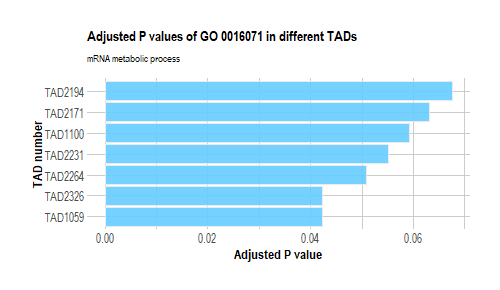 Adjusted P values of GO 0016071 in different TADs
mRNA metabolic process
TAD number
TAD2194
TAD2171
TAD1100
TAD2231
TAD2264
TAD2326
TAD1059
0.00 0.02 0.04 0.06
Adjusted P value